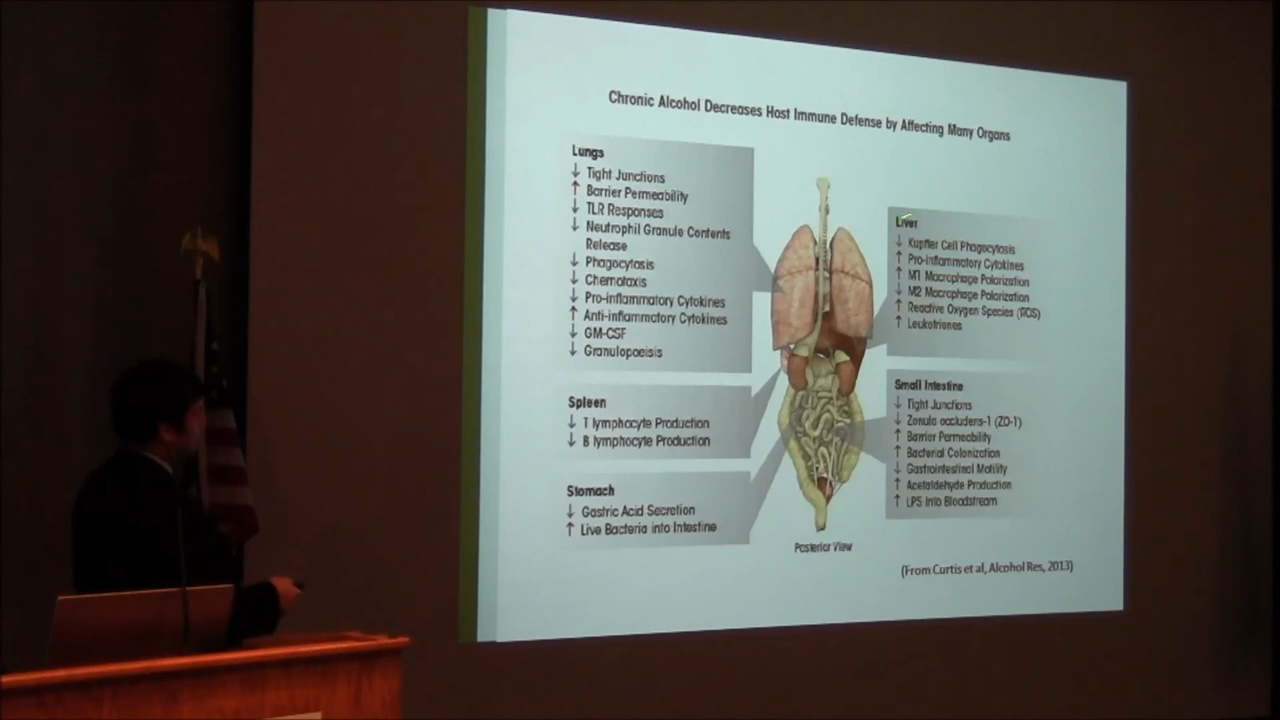 Chronic Alcohol Decreases Host Immune Defense by Affecting Many Organs
Lungs
↓ Tight Junctions
↑ Barrier Permeability
↓ TLR Responses
↓ Neutrophil Granule Contents
Release
↓ Phagocytosis
↓ Chemotaxis
↓ Pro-inflammatory Cytokines
↑ Anti-inflammatory Cytokines
↓ GM-CSF
↓ Granulopoeisis
Spleen
↓ T lymphocyte Production
↓ B lymphocyte Production
Stomach
↓ Gastric Acid Secretion
↑ Live Bacteria into Intestine
Liver
↓ Kupffer Cell Phagocytosis
↑ Pro-inflammatory Cytokines
↑ M1 Macrophage Polarization
↓ M2 Macrophage Polarization
↑ Reactive Oxygen Species (ROS)
↑ Leukotrienes
Small Intestine
↓ Tight Junctions
↓ Zonula occludens-1 (ZO-1)
↑ Barrier Permeability
↑ Bacterial Colonization
↓ Gastrointestinal Motility
↑ Acetaldehyde Production
↑ LPS into Bloodstream
Posterior View
(From Curtis et al, Alcohol Res, 2013)